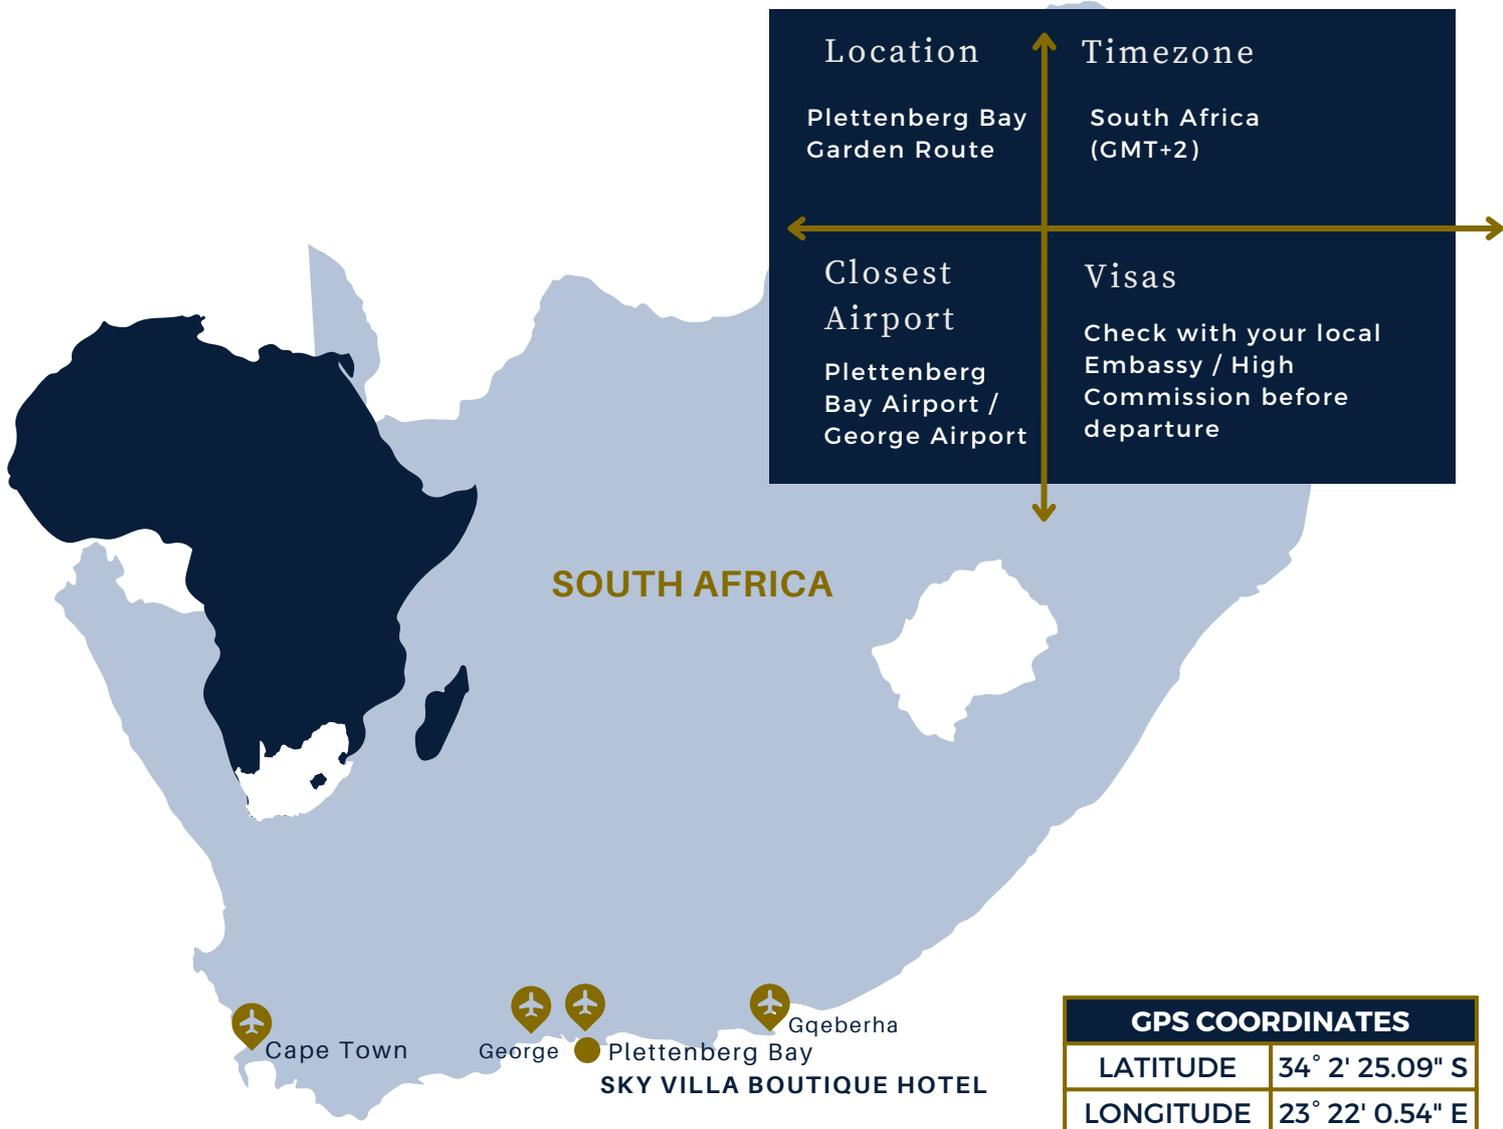 Location
Plettenberg Bay
Garden Route
Timezone
South Africa
(GMT+2)
Closest
Airport
Plettenberg
Bay Airport /
George Airport
Visas
Check with your local
Embassy / High
Commission before
departure
SOUTH AFRICA
Cape Town
George
Plettenberg Bay
SKY VILLA BOUTIQUE HOTEL
Gqeberha
GPS COORDINATES
LATITUDE 34° 2' 25.09" S
LONGITUDE 23° 22' 0.54" E